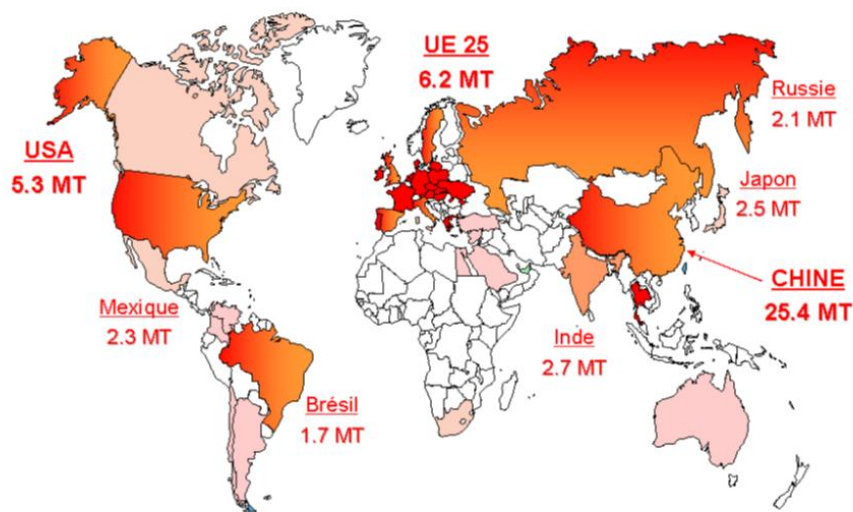 UE 25
6.2 MT
Russie
2.1 MT
USA
5.3 MT
Japon
2.5 MT
CHINE
25.4 MT
Mexique
2.3 MT
Inde
2.7 MT
Brésil
1.7 MT